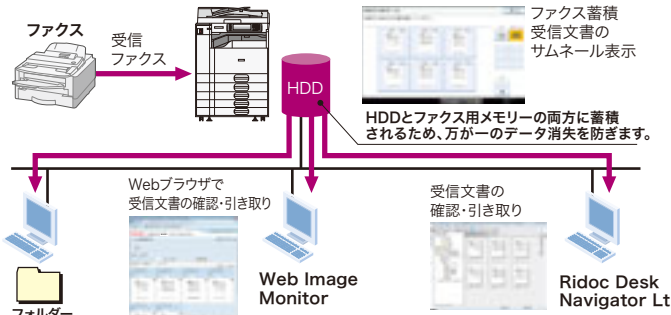 ファクス
受信
ファクス
HDD
ファクス蓄積
受信文書の
サムネール表示
HDDとファクス用メモリーの両方に蓄積
されるため、万が一のデータ消失を防ぎます。
Webブラウザで
受信文書の確認・引き取り
受信文書の
確認・引き取り
フォルダー
Web Image
Monitor
Ridoc Desk
Navigator Lt